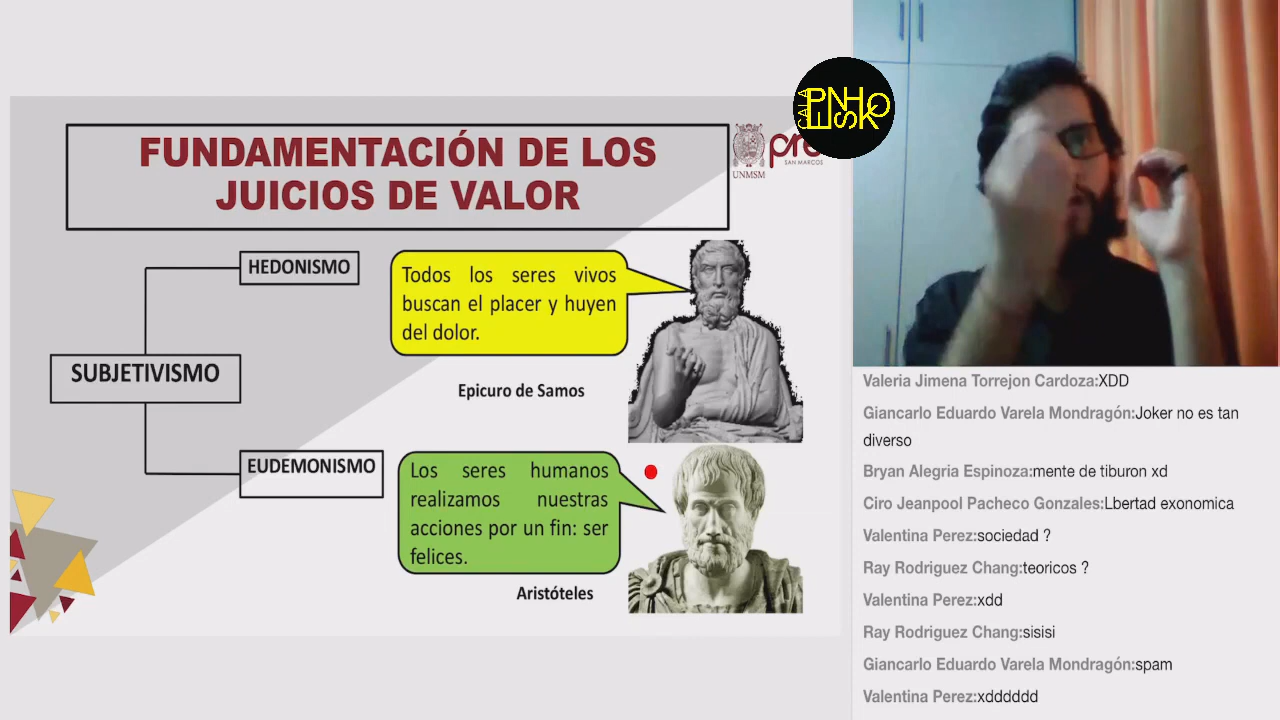 FUNDAMENTACIÓN DE LOS
JUICIOS DE VALOR
UNMSM
pre
SAN MARCOS
CALA
PNHO
ESK
HEDONISMO
Todos los seres vivos
buscan el placer y huyen
del dolor.
SUBJETIVISMO
Epicuro de Samos
EUDEMONISMO
Los seres humanos
realizamos nuestras
acciones por un fin: ser
felices.
Aristóteles
Valeria Jimena Torrejon Cardoza:XDD
Giancarlo Eduardo Varela Mondragón:Joker no es tan
diverso
Bryan Alegria Espinoza:mente de tiburon xd
Ciro Jeanpool Pacheco Gonzales:Lbertad exonomica
Valentina Perez:sociedad ?
Ray Rodriguez Chang:teoricos ?
Valentina Perez:xdd
Ray Rodriguez Chang:sisisi
Giancarlo Eduardo Varela Mondragón:spam
Valentina Perez:xdddddd